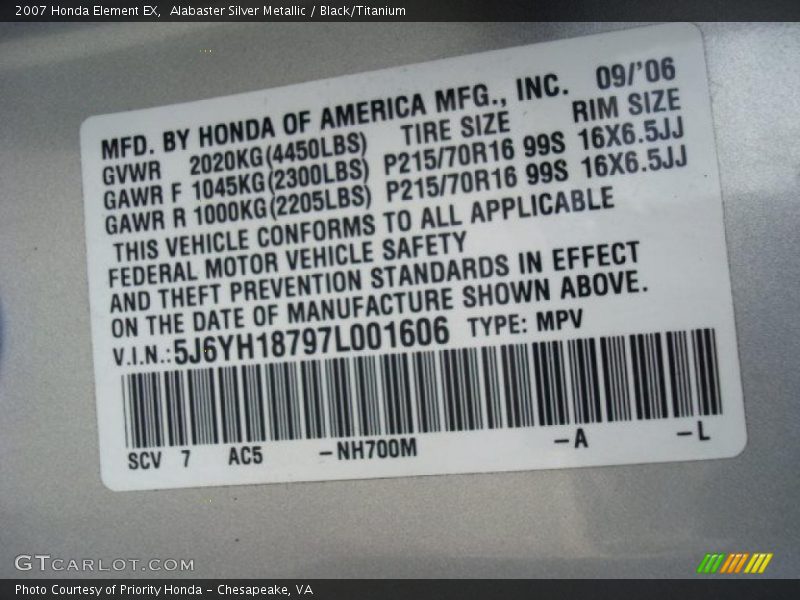 2007 Honda Element EX, Alabaster Silver Metallic / Black/Titanium
MFD. BY HONDA OF AMERICA MFG., INC. 09/'06
GVWR 2020KG(4450LBS) TIRE SIZE RIM SIZE
GAWR F 1045KG(2300LBS) P215/70R16 99S 16X6.5JJ
GAWR R 1000KG(2205LBS) P215/70R16 99S 16X6.5JJ
THIS VEHICLE CONFORMS TO ALL APPLICABLE
FEDERAL MOTOR VEHICLE SAFETY
AND THEFT PREVENTION STANDARDS IN EFFECT
ON THE DATE OF MANUFACTURE SHOWN ABOVE.
V.I.N.:5J6YH18797L001606 TYPE: MPV
SCV 7 AC5 -NH700M -A -L
GTCARLOT.COM
Photo Courtesy of Priority Honda - Chesapeake, VA